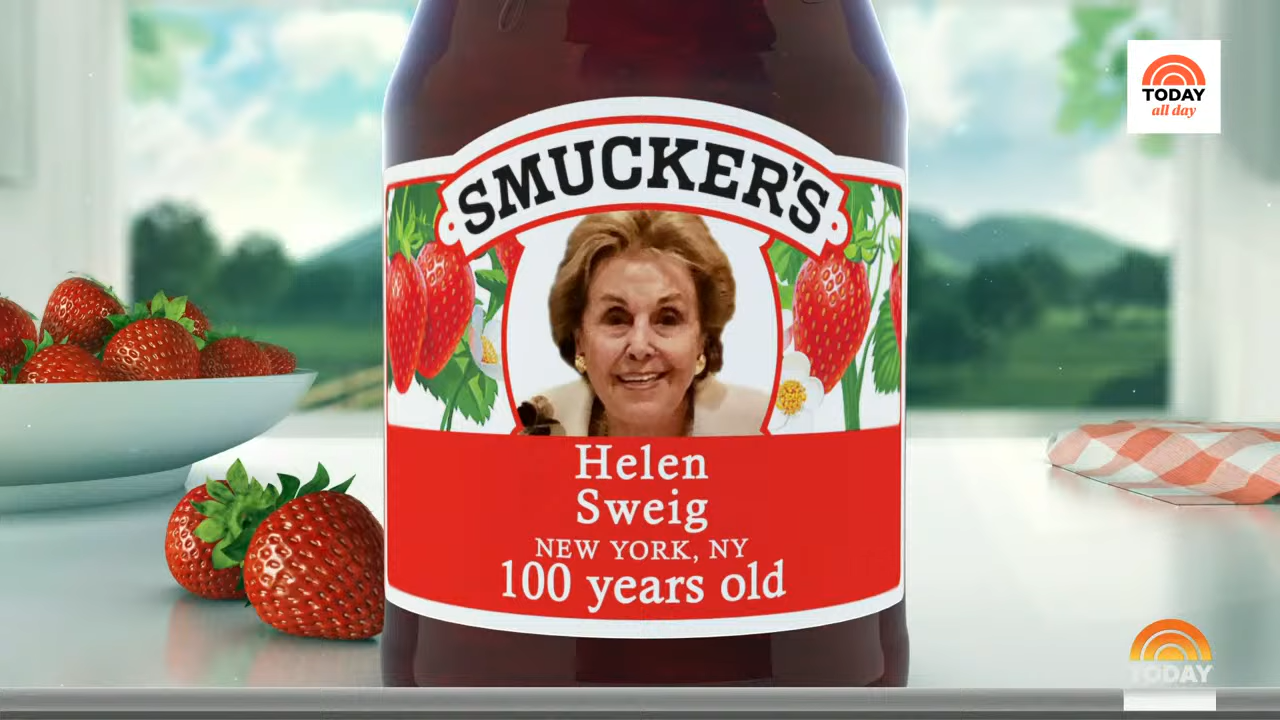 TODAY
all day
SMUCKER'S
Helen
Sweig
NEW YORK, NY
100 years old
TODAY